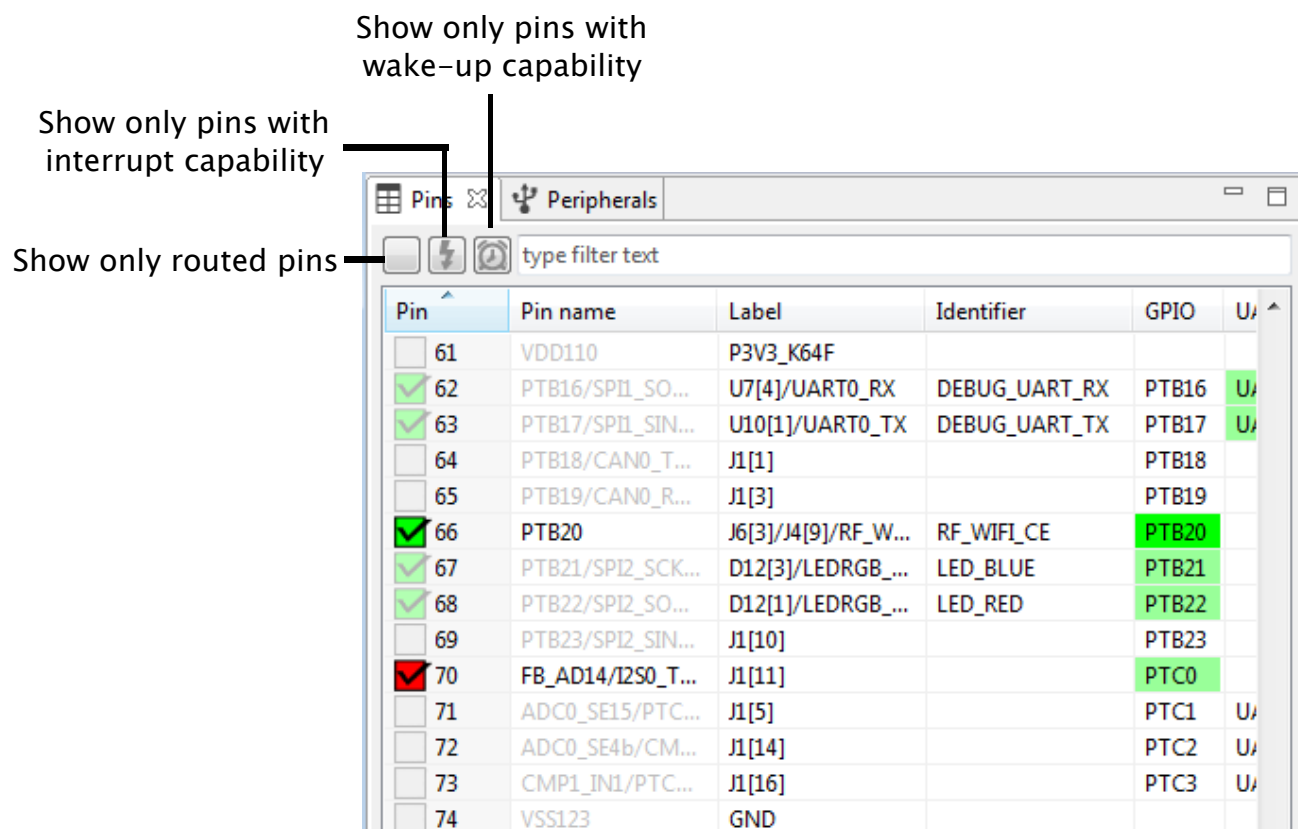 Show only pins with
wake-up capability
Show only pins with
interrupt capability
Show only routed pins
Pins Peripherals
type filter text
Pin Pin name Label Identifier GPIO UA
61 VDD110 P3V3_K64F
62 PTB16/SPI1_SO... U7[4]/UART0_RX DEBUG_UART_RX PTB16 UA
63 PTB17/SPI1_SIN... U10[1]/UART0_TX DEBUG_UART_TX PTB17 UA
64 PTB18/CAN0_T... J1[1] PTB18
65 PTB19/CAN0_R... J1[3] PTB19
66 PTB20 J6[3]/J4[9]/RF_W... RF_WIFI_CE PTB20
67 PTB21/SPI2_SCK... D12[3]/LEDRGB_... LED_BLUE PTB21
68 PTB22/SPI2_SO... D12[1]/LEDRGB_... LED_RED PTB22
69 PTB23/SPI2_SIN... J1[10] PTB23
70 FB_AD14/I2S0_T... J1[11] PTC0
71 ADC0_SE15/PTC... J1[5] PTC1 UA
72 ADC0_SE4b/CM... J1[14] PTC2 UA
73 CMP1_IN1/PTC... J1[16] PTC3 UA
74 VSS123 GND